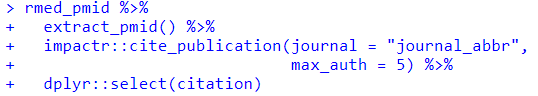 > rmed_pmid %>%
+   extract_pmid() %>%
+   impactr::cite_publication(journal = "journal_abbr",
+                             max_auth = 5) %>%
+   dplyr::select(citation)